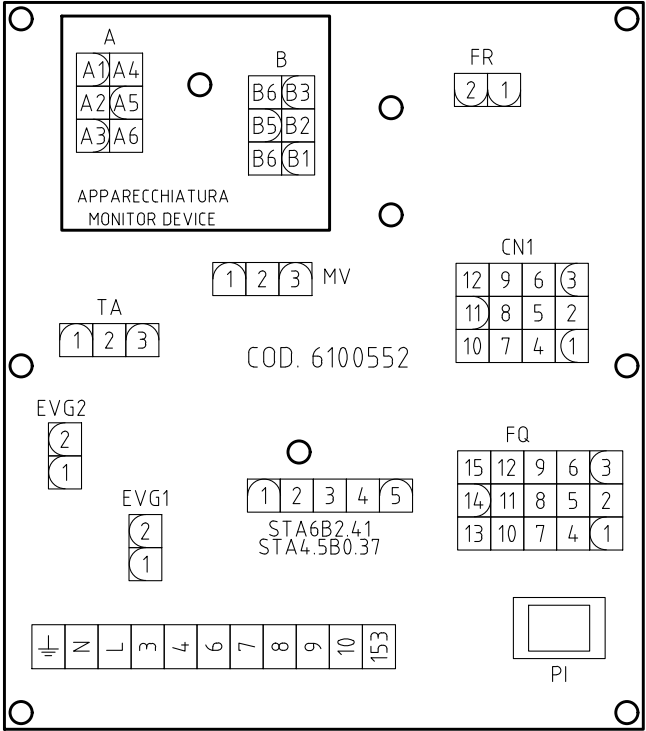 A
A1 A4
A2 A5
A3 A6
B
B6 B3
B5 B2
B6 B1
APPARECCHIATURA
MONITOR DEVICE
FR
2 1
1 2 3 MV
CN1
12 9 6 3
11 8 5 2
10 7 4 1
TA
1 2 3
COD. 6100552
EVG2
2
1
FQ
15 12 9 6 3
14 11 8 5 2
13 10 7 4 1
EVG1
2
1
1 2 3 4 5
STA6B2.41
STA4.5B0.37
N L 3 4 6 7 8 9 10 153
PI